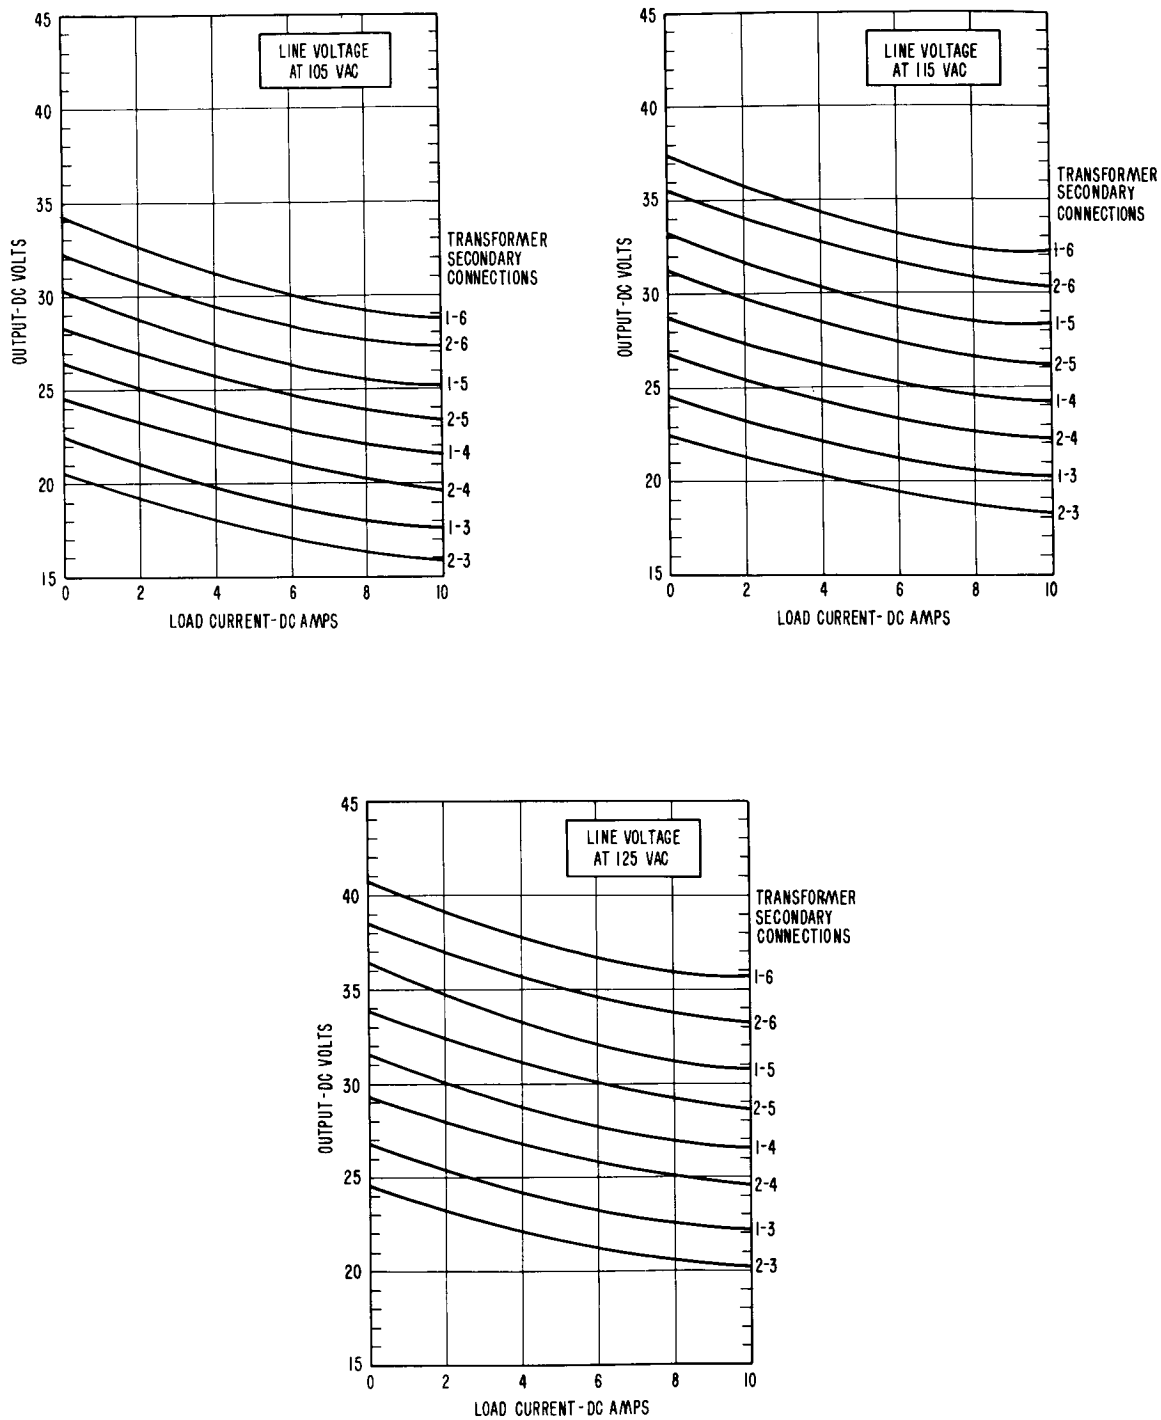 LINE VOLTAGE
AT 105 VAC
45
40
35
30
25
20
15
OUTPUT-DC VOLTS
TRANSFORMER
SECONDARY
CONNECTIONS
1-6
2-6
1-5
2-5
1-4
2-4
1-3
2-3
0 2 4 6 8 10
LOAD CURRENT-DC AMPS
LINE VOLTAGE
AT 115 VAC
45
40
35
30
25
20
15
OUTPUT-DC VOLTS
TRANSFORMER
SECONDARY
CONNECTIONS
1-6
2-6
1-5
2-5
1-4
2-4
1-3
2-3
0 2 4 6 8 10
LOAD CURRENT-DC AMPS
LINE VOLTAGE
AT 125 VAC
45
40
35
30
25
20
15
OUTPUT-DC VOLTS
TRANSFORMER
SECONDARY
CONNECTIONS
1-6
2-6
1-5
2-5
1-4
2-4
1-3
2-3
0 2 4 6 8 10
LOAD CURRENT-DC AMPS